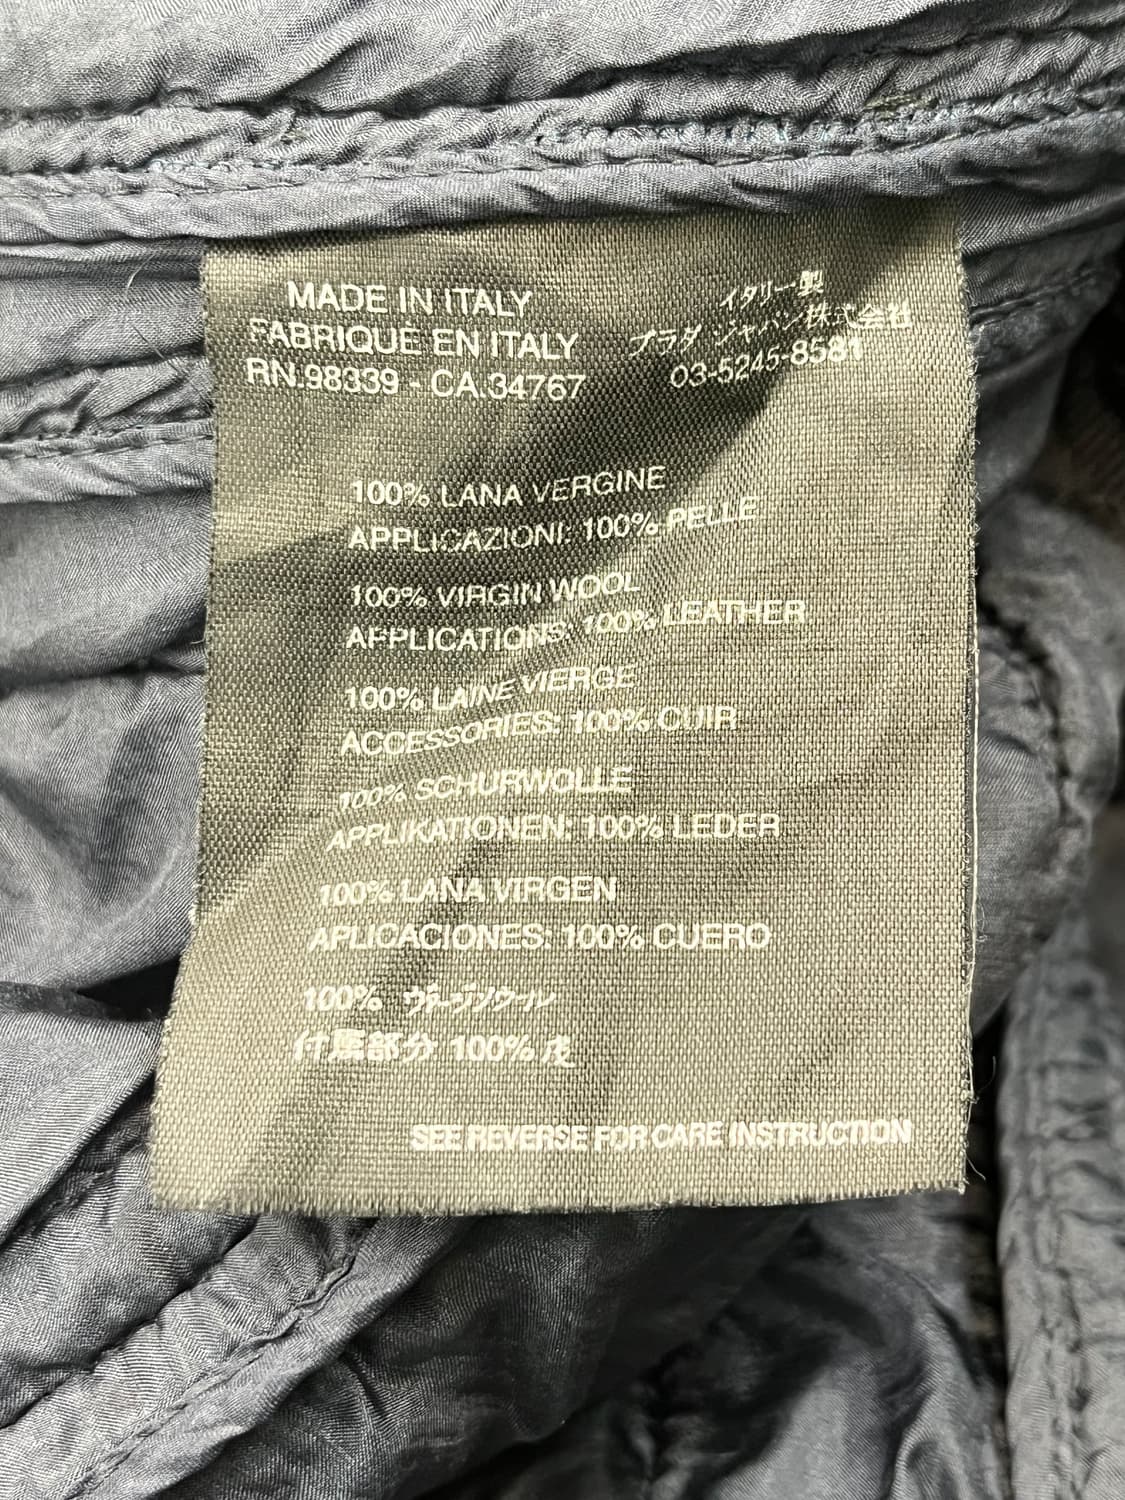 MADE IN ITALY
FABRIQUE EN ITALY
RN.98339 - CA.34767
イタリー製
プラダ ジャパン株式会社
03-5245-8581
100% LANA VERGINE
APPLICAZIONI: 100% PELLE
100% VIRGIN WOOL
APPLICATIONS: 100% LEATHER
100% LAINE VIERGE
ACCESSORIES: 100% CUIR
100% SCHURWOLLE
APPLIKATIONEN: 100% LEDER
100% LANA VIRGEN
APLICACIONES: 100% CUERO
100% ヴァージンウール
付属部分 100%
SEE REVERSE FOR CARE INSTRUCTION